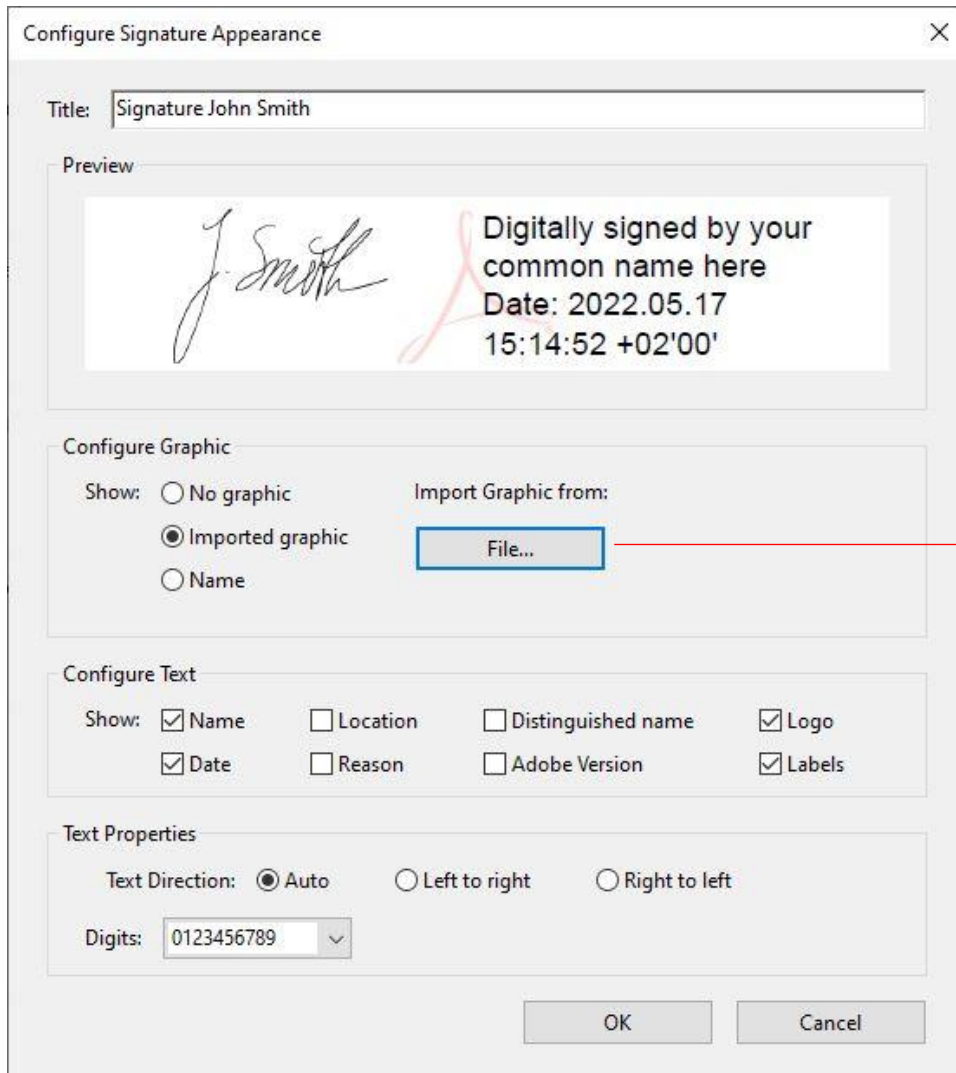 Configure Signature Appearance
Title: Signature John Smith
Preview
J. Smith
Digitally signed by your
common name here
Date: 2022.05.17
15:14:52 +02'00'
Configure Graphic
Show: No graphic Import Graphic from:
Imported graphic File...
Name
Configure Text
Show: Name Location Distinguished name Logo
Date Reason Adobe Version Labels
Text Properties
Text Direction: Auto Left to right Right to left
Digits: 0123456789
OK Cancel